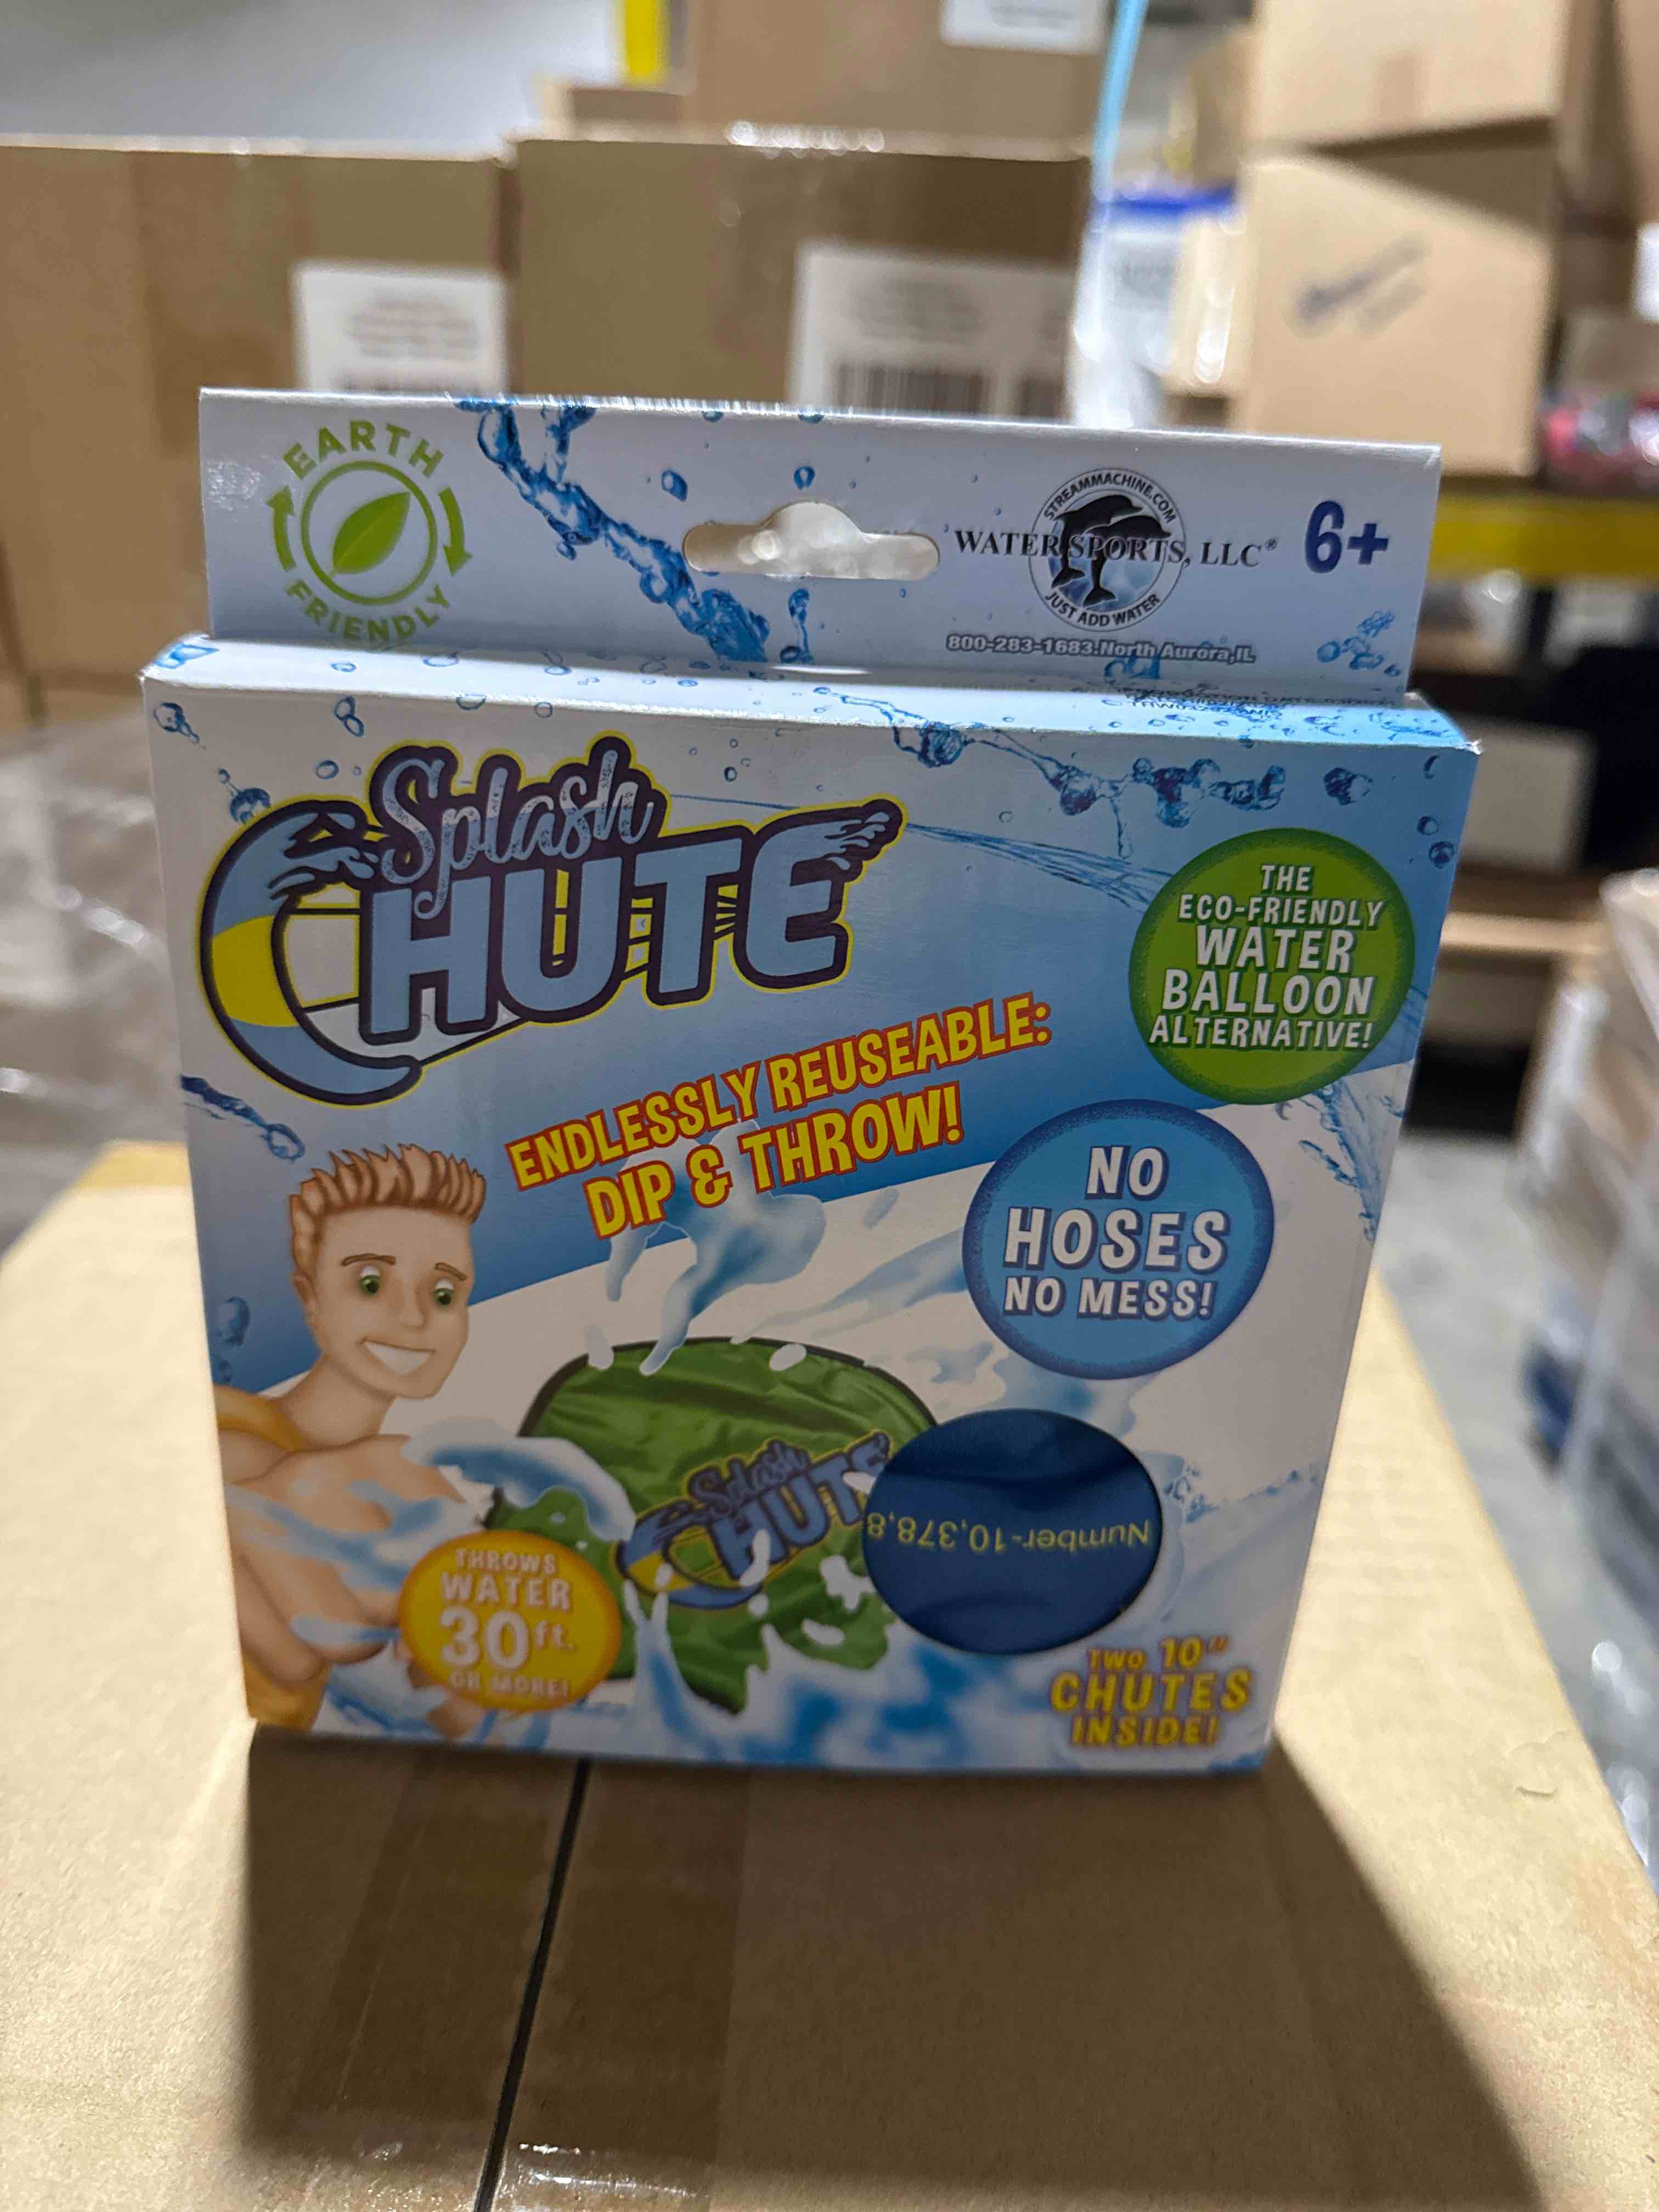 EARTH
FRIENDLY
STREAMMACHINE.COM
WATER SPORTS, LLC®
JUST ADD WATER
6+
800-283-1683.North Aurora,IL
Splash
CHUTE
THE
ECO-FRIENDLY
WATER
BALLOON
ALTERNATIVE!
ENDLESSLY REUSEABLE:
DIP & THROW!
NO
HOSES
NO MESS!
Splash
CHUTE
Number-10,378,8
THROWS
WATER
30ft.
OR MORE!
TWO 10"
CHUTES
INSIDE!